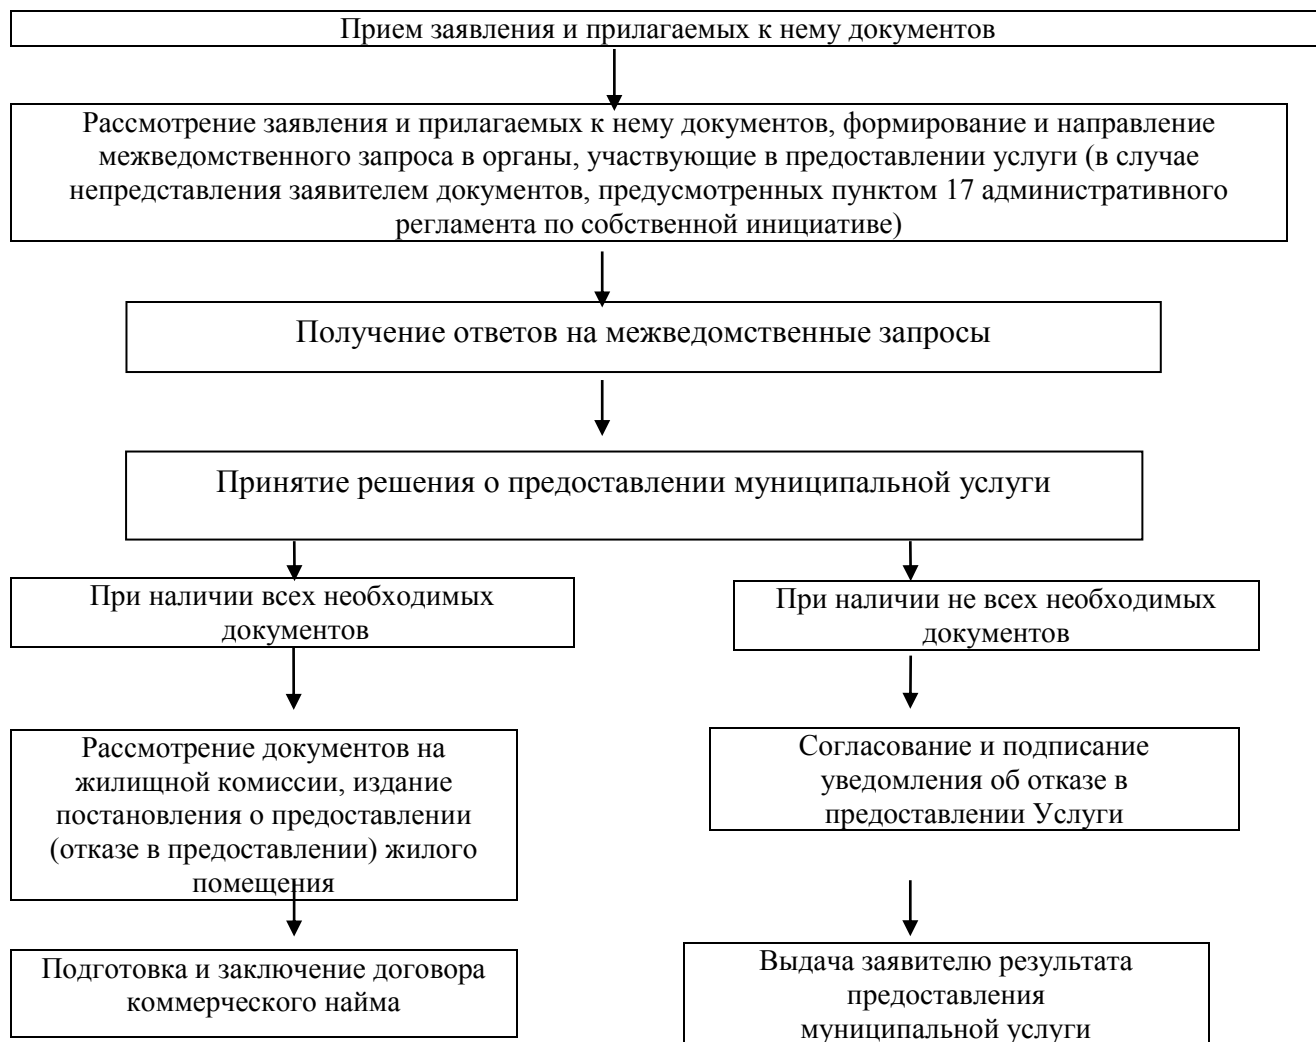 Прием заявления и прилагаемых к нему документов
Рассмотрение заявления и прилагаемых к нему документов, формирование и направление
межведомственного запроса в органы, участвующие в предоставлении услуги (в случае
непредставления заявителем документов, предусмотренных пунктом 17 административного
регламента по собственной инициативе)
Получение ответов на межведомственные запросы
Принятие решения о предоставлении муниципальной услуги
При наличии всех необходимых
документов
При наличии не всех необходимых
документов
Рассмотрение документов на
жилищной комиссии, издание
постановления о предоставлении
(отказе в предоставлении) жилого
помещения
Согласование и подписание
уведомления об отказе в
предоставлении Услуги
Подготовка и заключение договора
коммерческого найма
Выдача заявителю результата
предоставления
муниципальной услуги